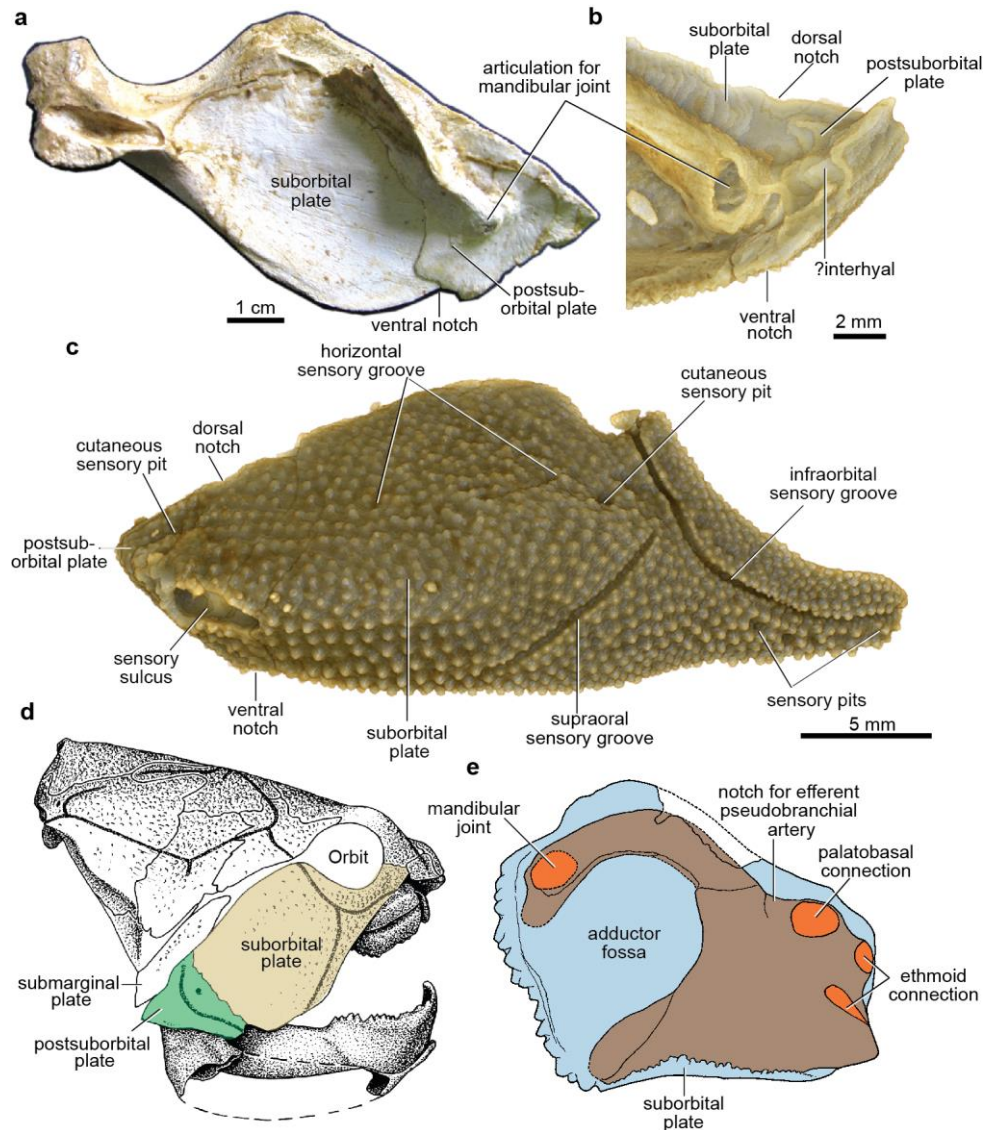 a
articulation for
mandibular joint
suborbital
plate
postsub-
orbital plate
ventral notch
1 cm
b
suborbital
plate
dorsal
notch
postsuborbital
plate
?interhyal
ventral
notch
2 mm
c
horizontal
sensory groove
cutaneous
sensory pit
dorsal
notch
cutaneous
sensory pit
infraorbital
sensory groove
postsub-
orbital plate
sensory
sulcus
ventral
notch
suborbital
plate
supraoral
sensory groove
sensory pits
5 mm
d
Orbit
suborbital
plate
submarginal
plate
postsuborbital
plate
e
notch for efferent
pseudobranchial
artery
mandibular
joint
palatobasal
connection
adductor
fossa
ethmoid
connection
suborbital
plate